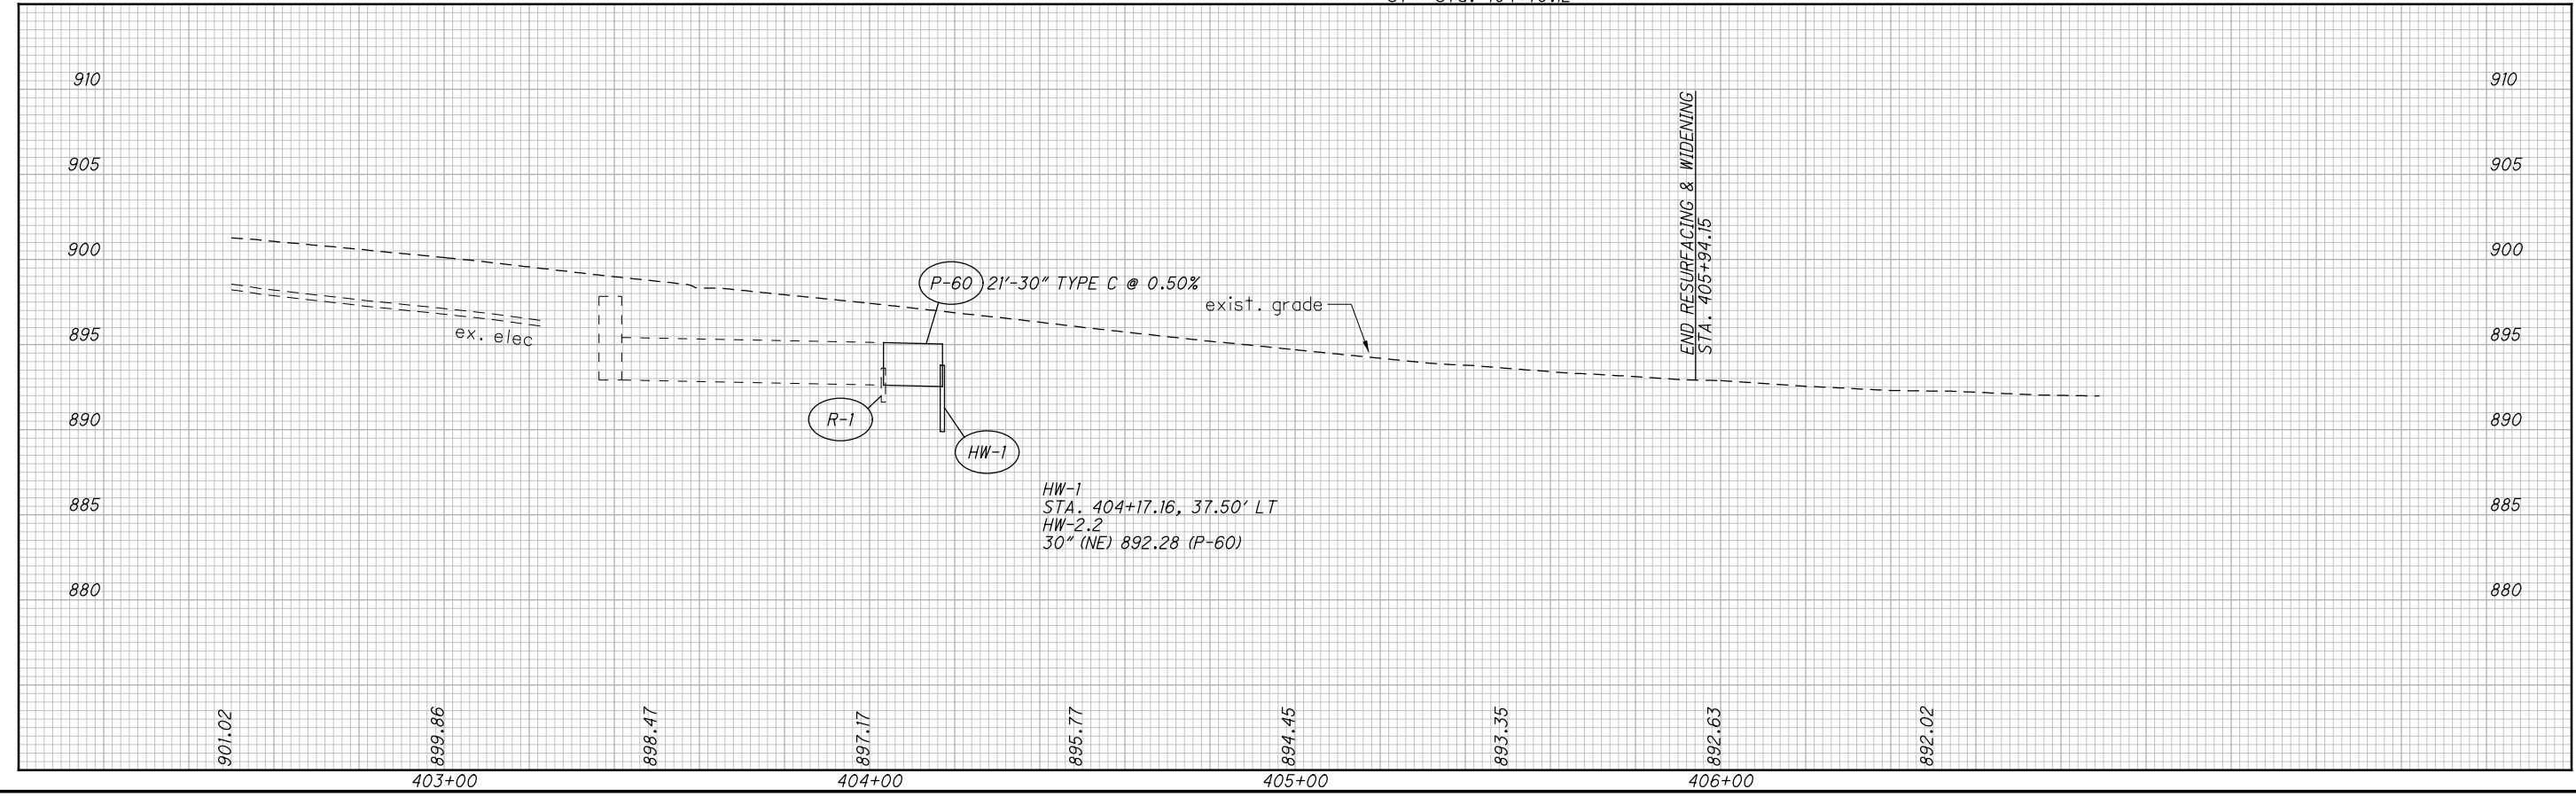 910
910
905
905
900
900
895
895
890
890
885
885
880
880
P-60
21'-30" TYPE C @ 0.50%
exist. grade
END RESURFACING & WIDENING
STA. 405+94.15
ex. elec
R-1
HW-1
HW-1
STA. 404+17.16, 37.50' LT
HW-2.2
30" (NE) 892.28 (P-60)
901.02
899.86
898.47
897.17
895.77
894.45
893.35
892.63
892.02
403+00
404+00
405+00
406+00